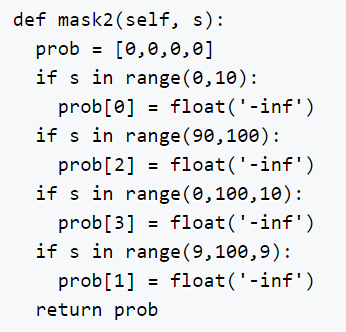 def mask2(self, s):
  prob = [0,0,0,0]
  if s in range(0,10):
    prob[0] = float('-inf')
  if s in range(90,100):
    prob[2] = float('-inf')
  if s in range(0,100,10):
    prob[3] = float('-inf')
  if s in range(9,100,9):
    prob[1] = float('-inf')
  return prob